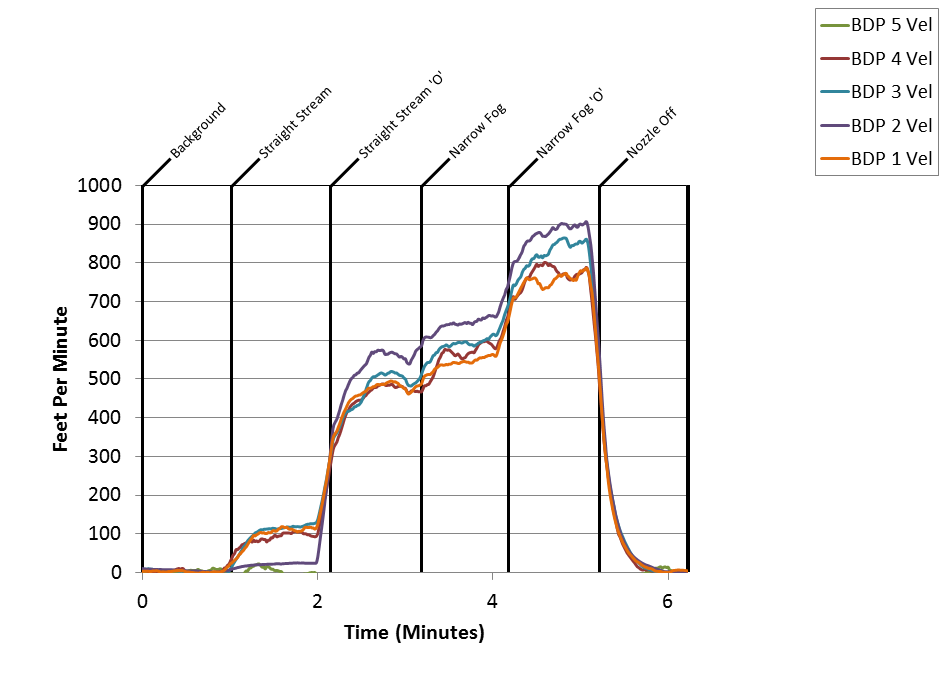 BDP 5 Vel
BDP 4 Vel
BDP 3 Vel
BDP 2 Vel
BDP 1 Vel
Background
Straight Stream
Straight Stream 'O'
Narrow Fog
Narrow Fog 'O'
Nozzle Off
1000
900
800
700
600
500
400
300
200
100
0
Feet Per Minute
0 2 4 6
Time (Minutes)